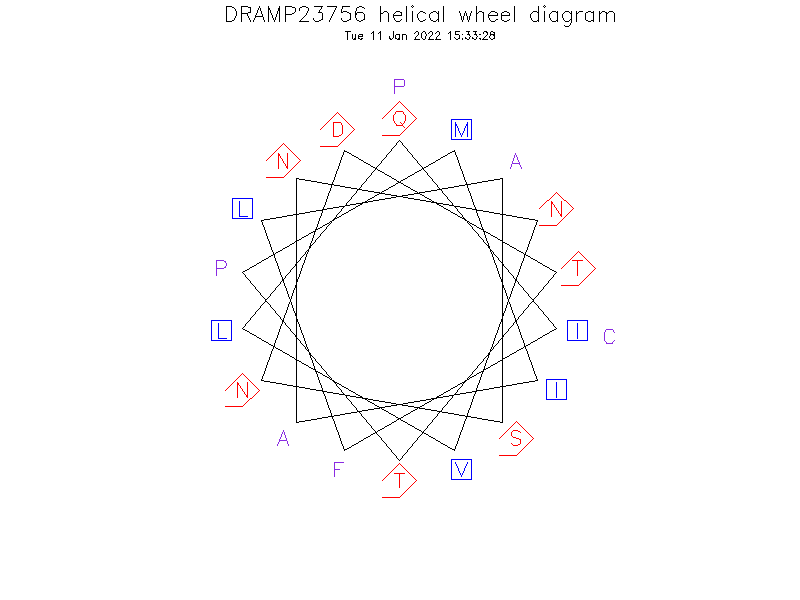 DRAMP23756 helical wheel diagram
Tue 11 Jan 2022 15:33:28
P
D Q M
N A
L N
P T
L I C
N I
A S
F T V